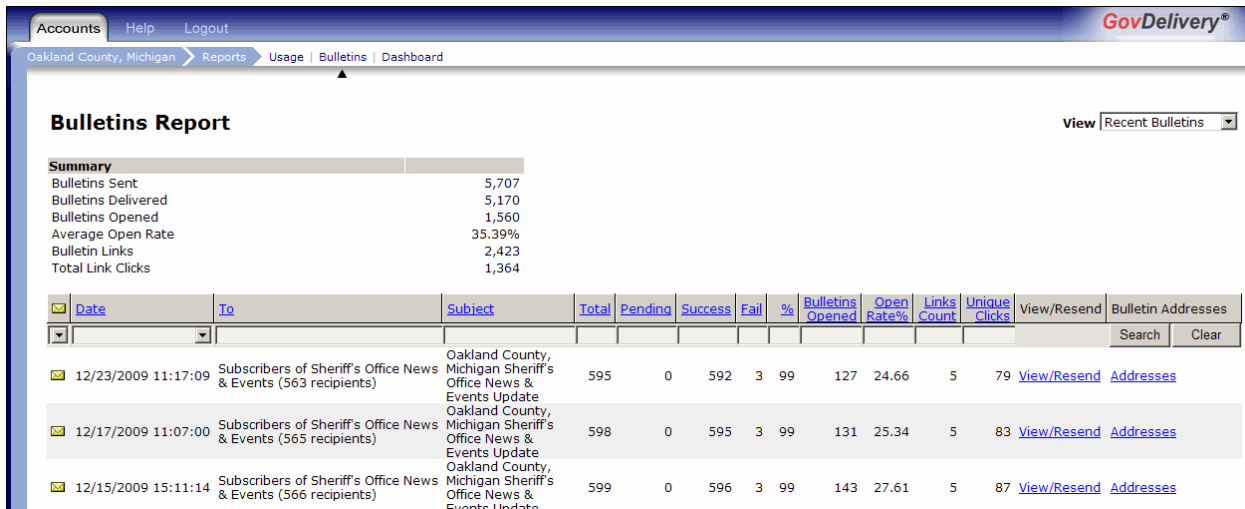 Accounts Help Logout GovDelivery®
Oakland County, Michigan Reports Usage | Bulletins | Dashboard
Bulletins Report View Recent Bulletins
Summary
Bulletins Sent 5,707
Bulletins Delivered 5,170
Bulletins Opened 1,560
Average Open Rate 35.39%
Bulletin Links 2,423
Total Link Clicks 1,364
Date To Subject Total Pending Success Fail % Bulletins Opened Open Rate% Links Count Unique Clicks View/Resend Bulletin Addresses
Search Clear
12/23/2009 11:17:09 Subscribers of Sheriff's Office News & Events (563 recipients) Oakland County, Michigan Sheriff's Office News & Events Update 595 0 592 3 99 127 24.66 5 79 View/Resend Addresses
12/17/2009 11:07:00 Subscribers of Sheriff's Office News & Events (565 recipients) Oakland County, Michigan Sheriff's Office News & Events Update 598 0 595 3 99 131 25.34 5 83 View/Resend Addresses
12/15/2009 15:11:14 Subscribers of Sheriff's Office News & Events (566 recipients) Oakland County, Michigan Sheriff's Office News & Events Update 599 0 596 3 99 143 27.61 5 87 View/Resend Addresses